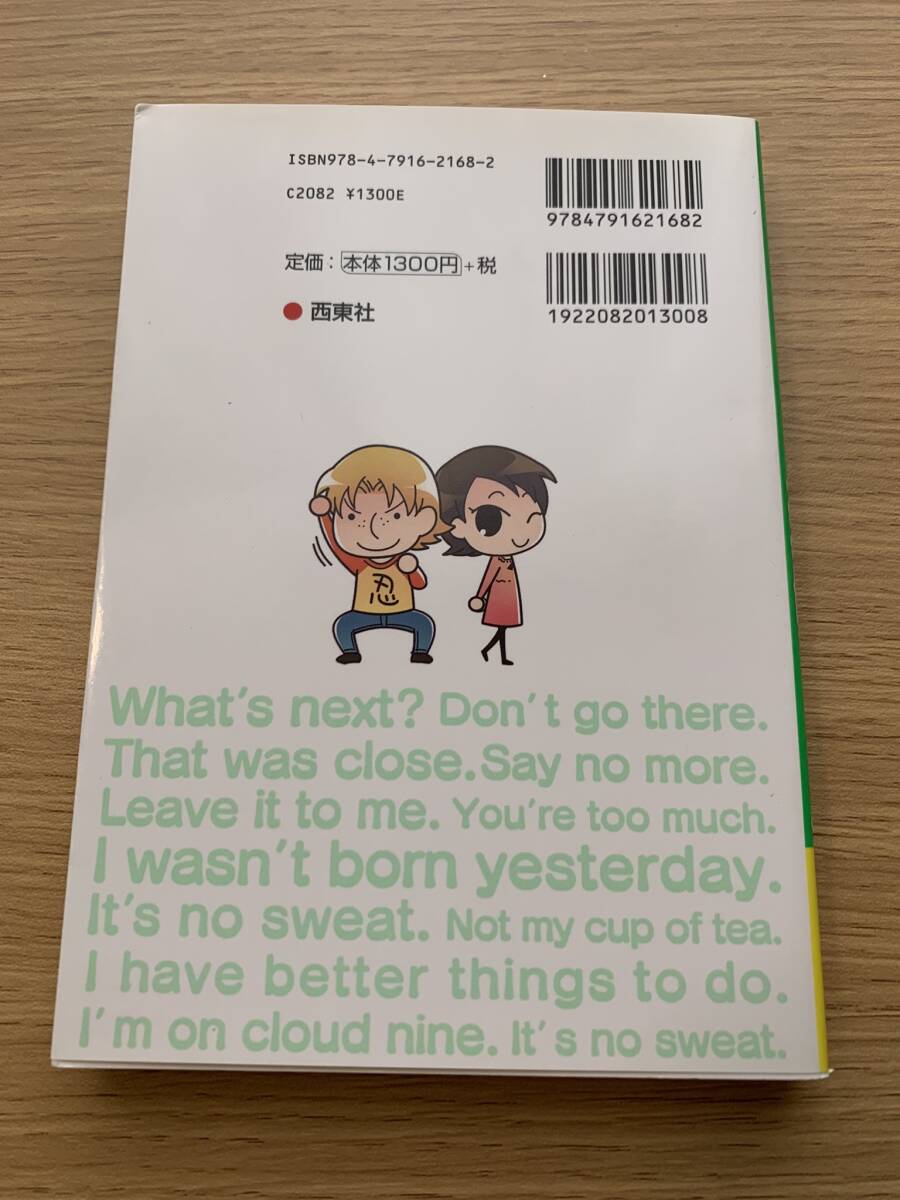 ISBN978-4-7916-2168-2
9784791621682
C2082 ¥1300E
定価：本体1300円+税
1922082013008
西東社
忍
What's next? Don't go there.
That was close. Say no more.
Leave it to me. You're too much.
I wasn't born yesterday.
It's no sweat. Not my cup of tea.
I have better things to do.
I'm on cloud nine. It's no sweat.